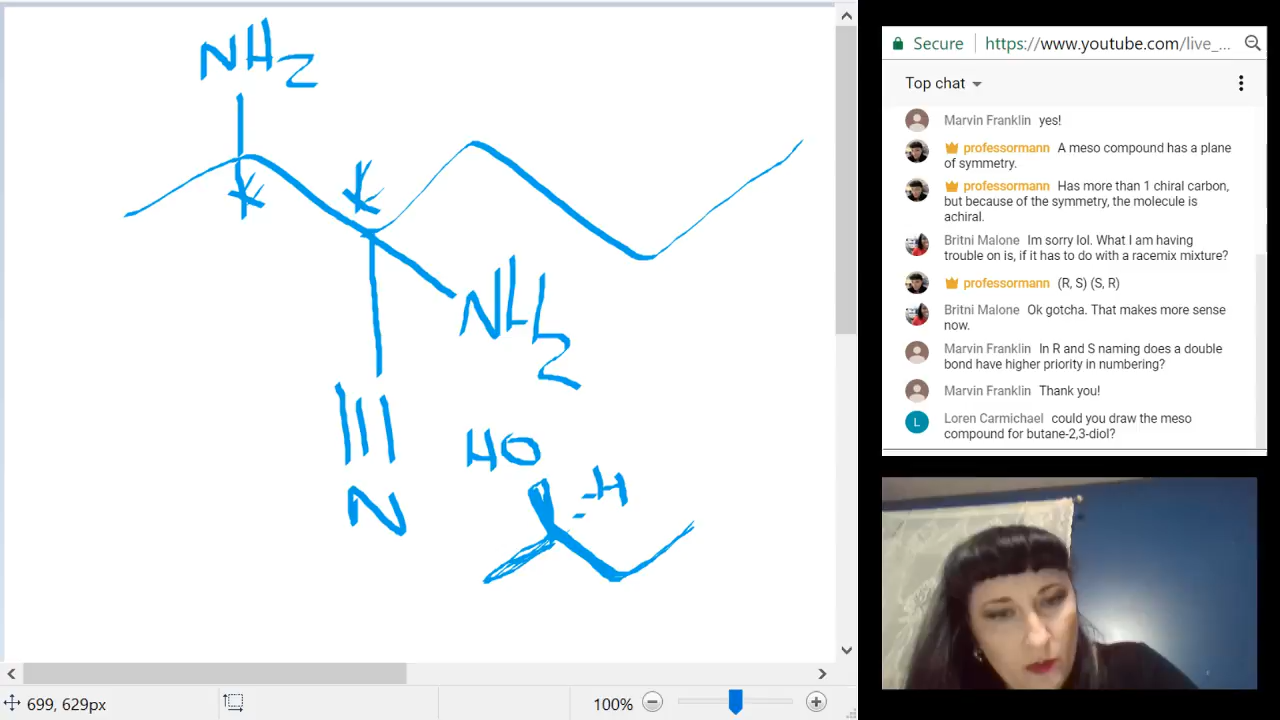 NH2
NH2
N
HO
H
699, 629px
100%
Secure https://www.youtube.com/live_...
Top chat
Marvin Franklin yes!
professormann A meso compound has a plane
of symmetry.
professormann Has more than 1 chiral carbon,
but because of the symmetry, the molecule is
achiral.
Britni Malone Im sorry lol. What I am having
trouble on is, if it has to do with a racemix mixture?
professormann (R, S) (S, R)
Britni Malone Ok gotcha. That makes more sense
now.
Marvin Franklin In R and S naming does a double
bond have higher priority in numbering?
Marvin Franklin Thank you!
L
Loren Carmichael could you draw the meso
compound for butane-2,3-diol?